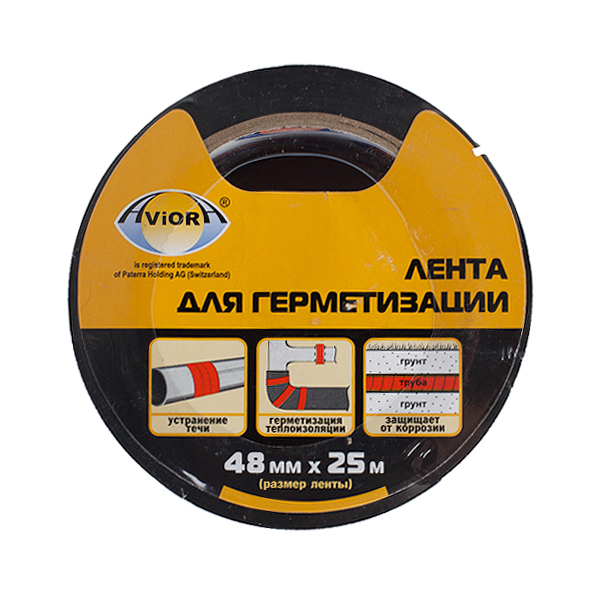 AViORA®
is registered trademark
of Paterra Holding AG (Switzerland)
ЛЕНТА
ДЛЯ ГЕРМЕТИЗАЦИИ
устранение
течи
герметизация
теплоизоляции
грунт
труба
грунт
защищает
от коррозии
48 мм x 25 м
(размер ленты)